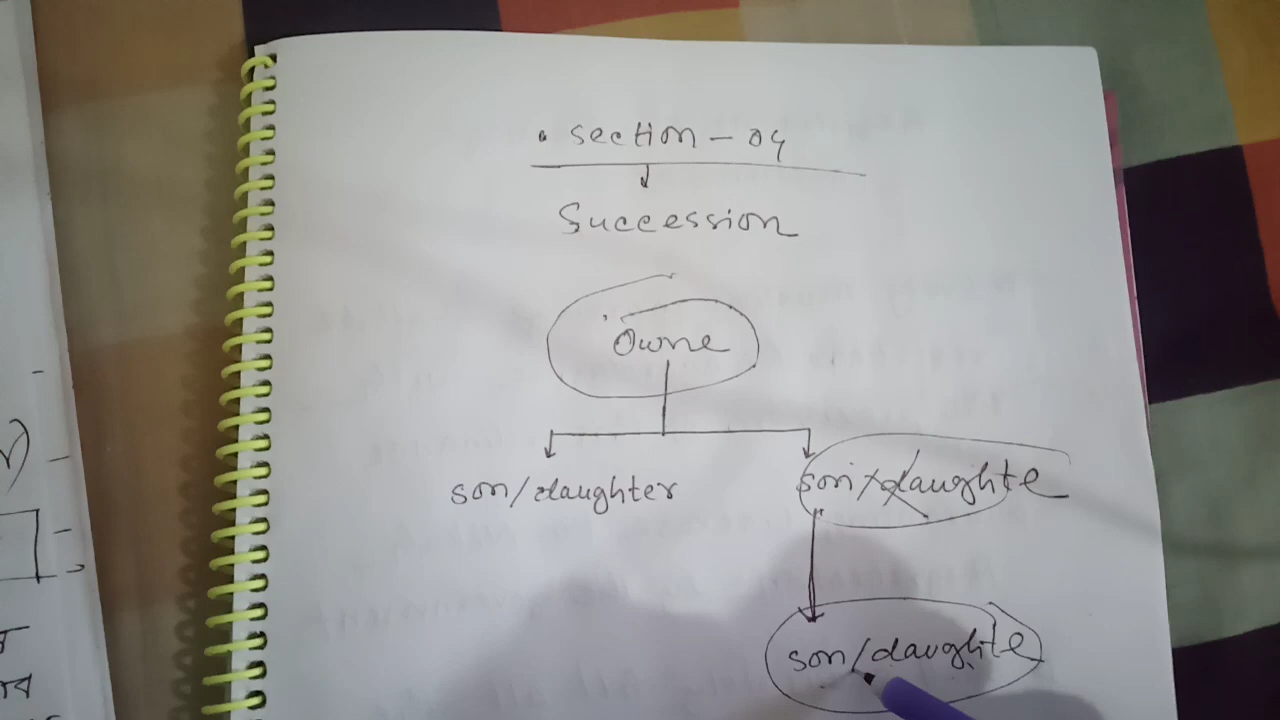 • section - 04
Succession
Owne
son/daughter
son/daughte
son/daughte